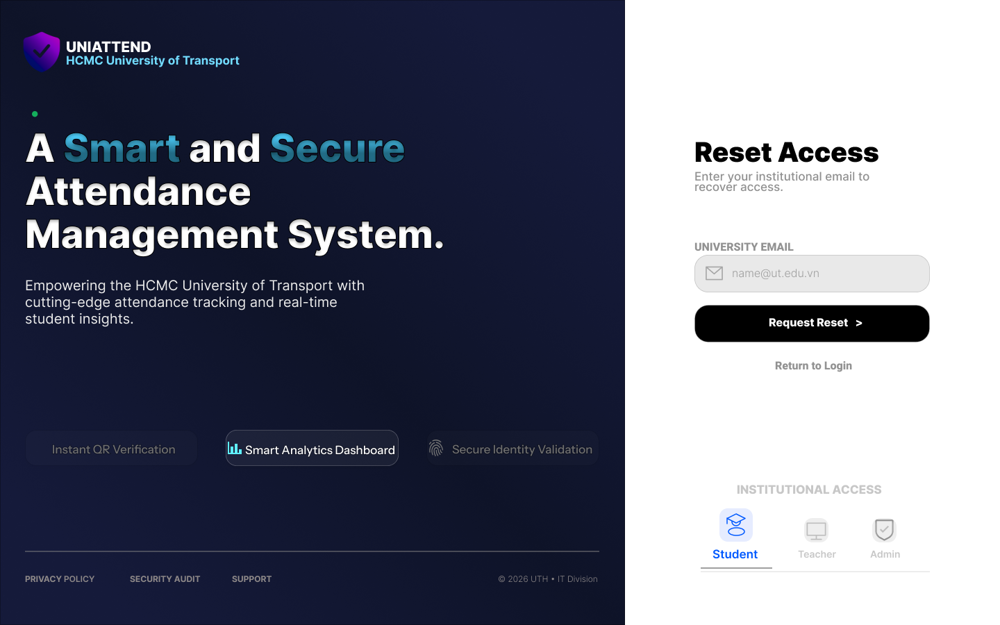 UNIATTEND
HCMC University of Transport
A Smart and Secure
Attendance
Management System.
Empowering the HCMC University of Transport with
cutting-edge attendance tracking and real-time
student insights.
Instant QR Verification
Smart Analytics Dashboard
Secure Identity Validation
PRIVACY POLICY
SECURITY AUDIT
SUPPORT
© 2026 UTH • IT Division
Reset Access
Enter your institutional email to
recover access.
UNIVERSITY EMAIL
name@ut.edu.vn
Request Reset >
Return to Login
INSTITUTIONAL ACCESS
Student
Teacher
Admin